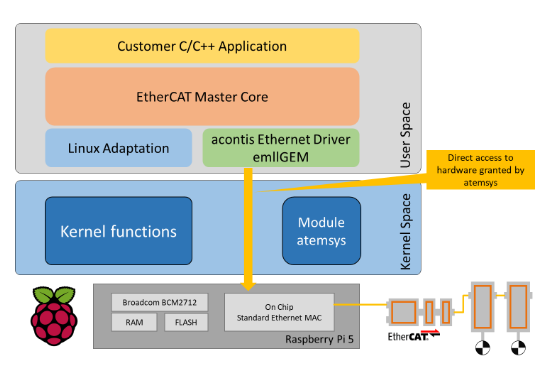 Customer C/C++ Application
EtherCAT Master Core
Linux Adaptation
acontis Ethernet Driver
emllGEM
User Space
Direct access to
hardware granted by
atemsys
Kernel functions
Module
atemsys
Kernel Space
Broadcom BCM2712
RAM
FLASH
On Chip
Standard Ethernet MAC
Raspberry Pi 5
EtherCAT®